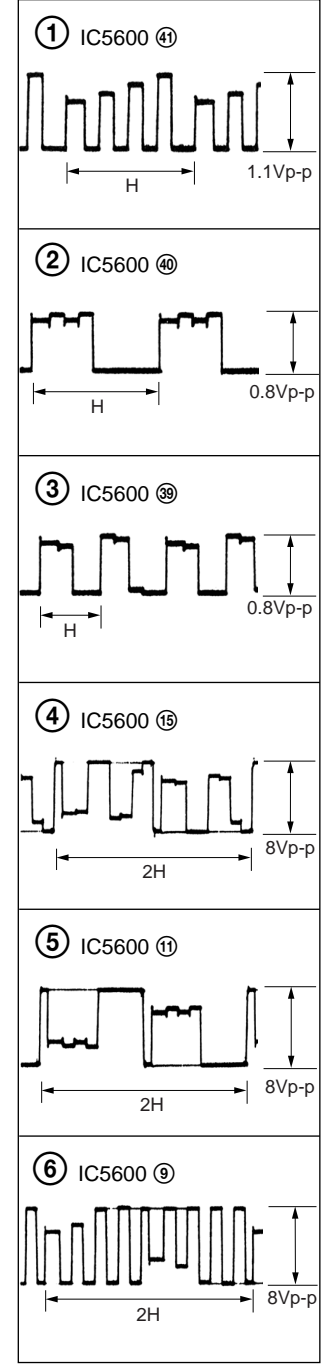 ① IC5600 ㊶
1.1Vp-p
H
② IC5600 ㊵
0.8Vp-p
H
③ IC5600 ㊴
0.8Vp-p
H
④ IC5600 ⑮
8Vp-p
2H
⑤ IC5600 ⑪
8Vp-p
2H
⑥ IC5600 ⑨
8Vp-p
2H